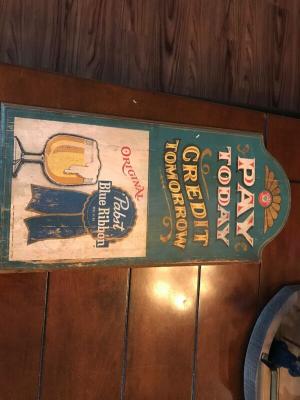 PAY
TODAY
CREDIT
TOMORROW
ORIGINAL
Pabst
Blue Ribbon